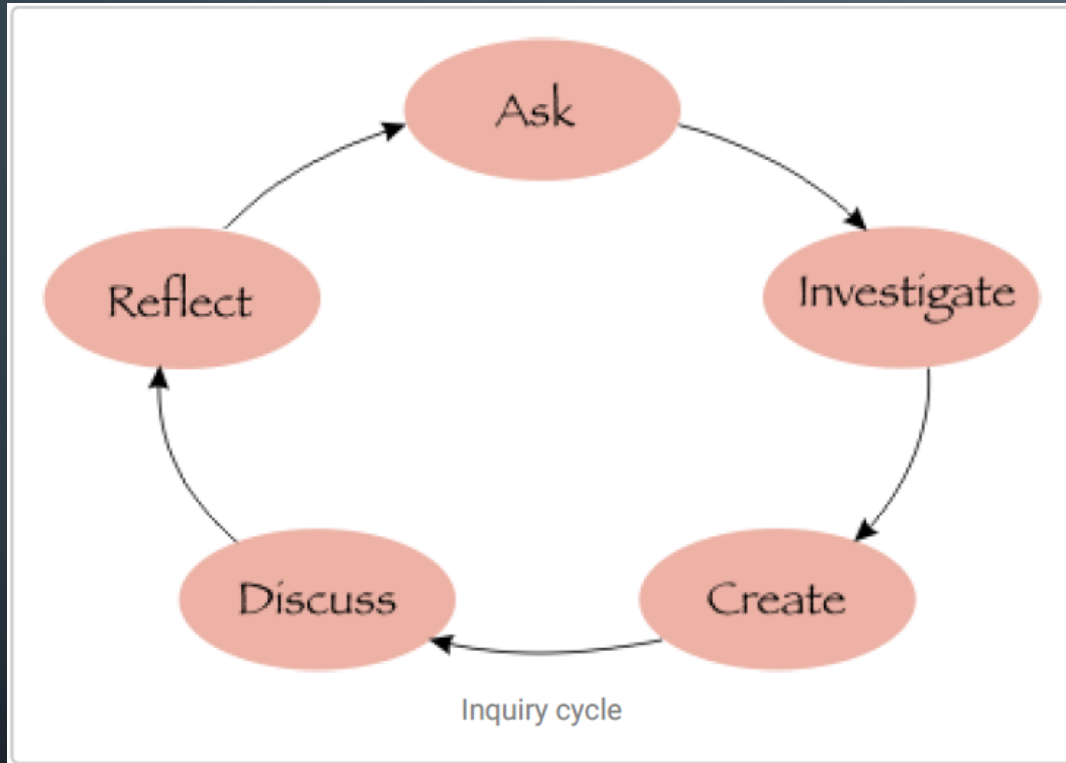 Ask
Investigate
Create
Discuss
Reflect
Inquiry cycle